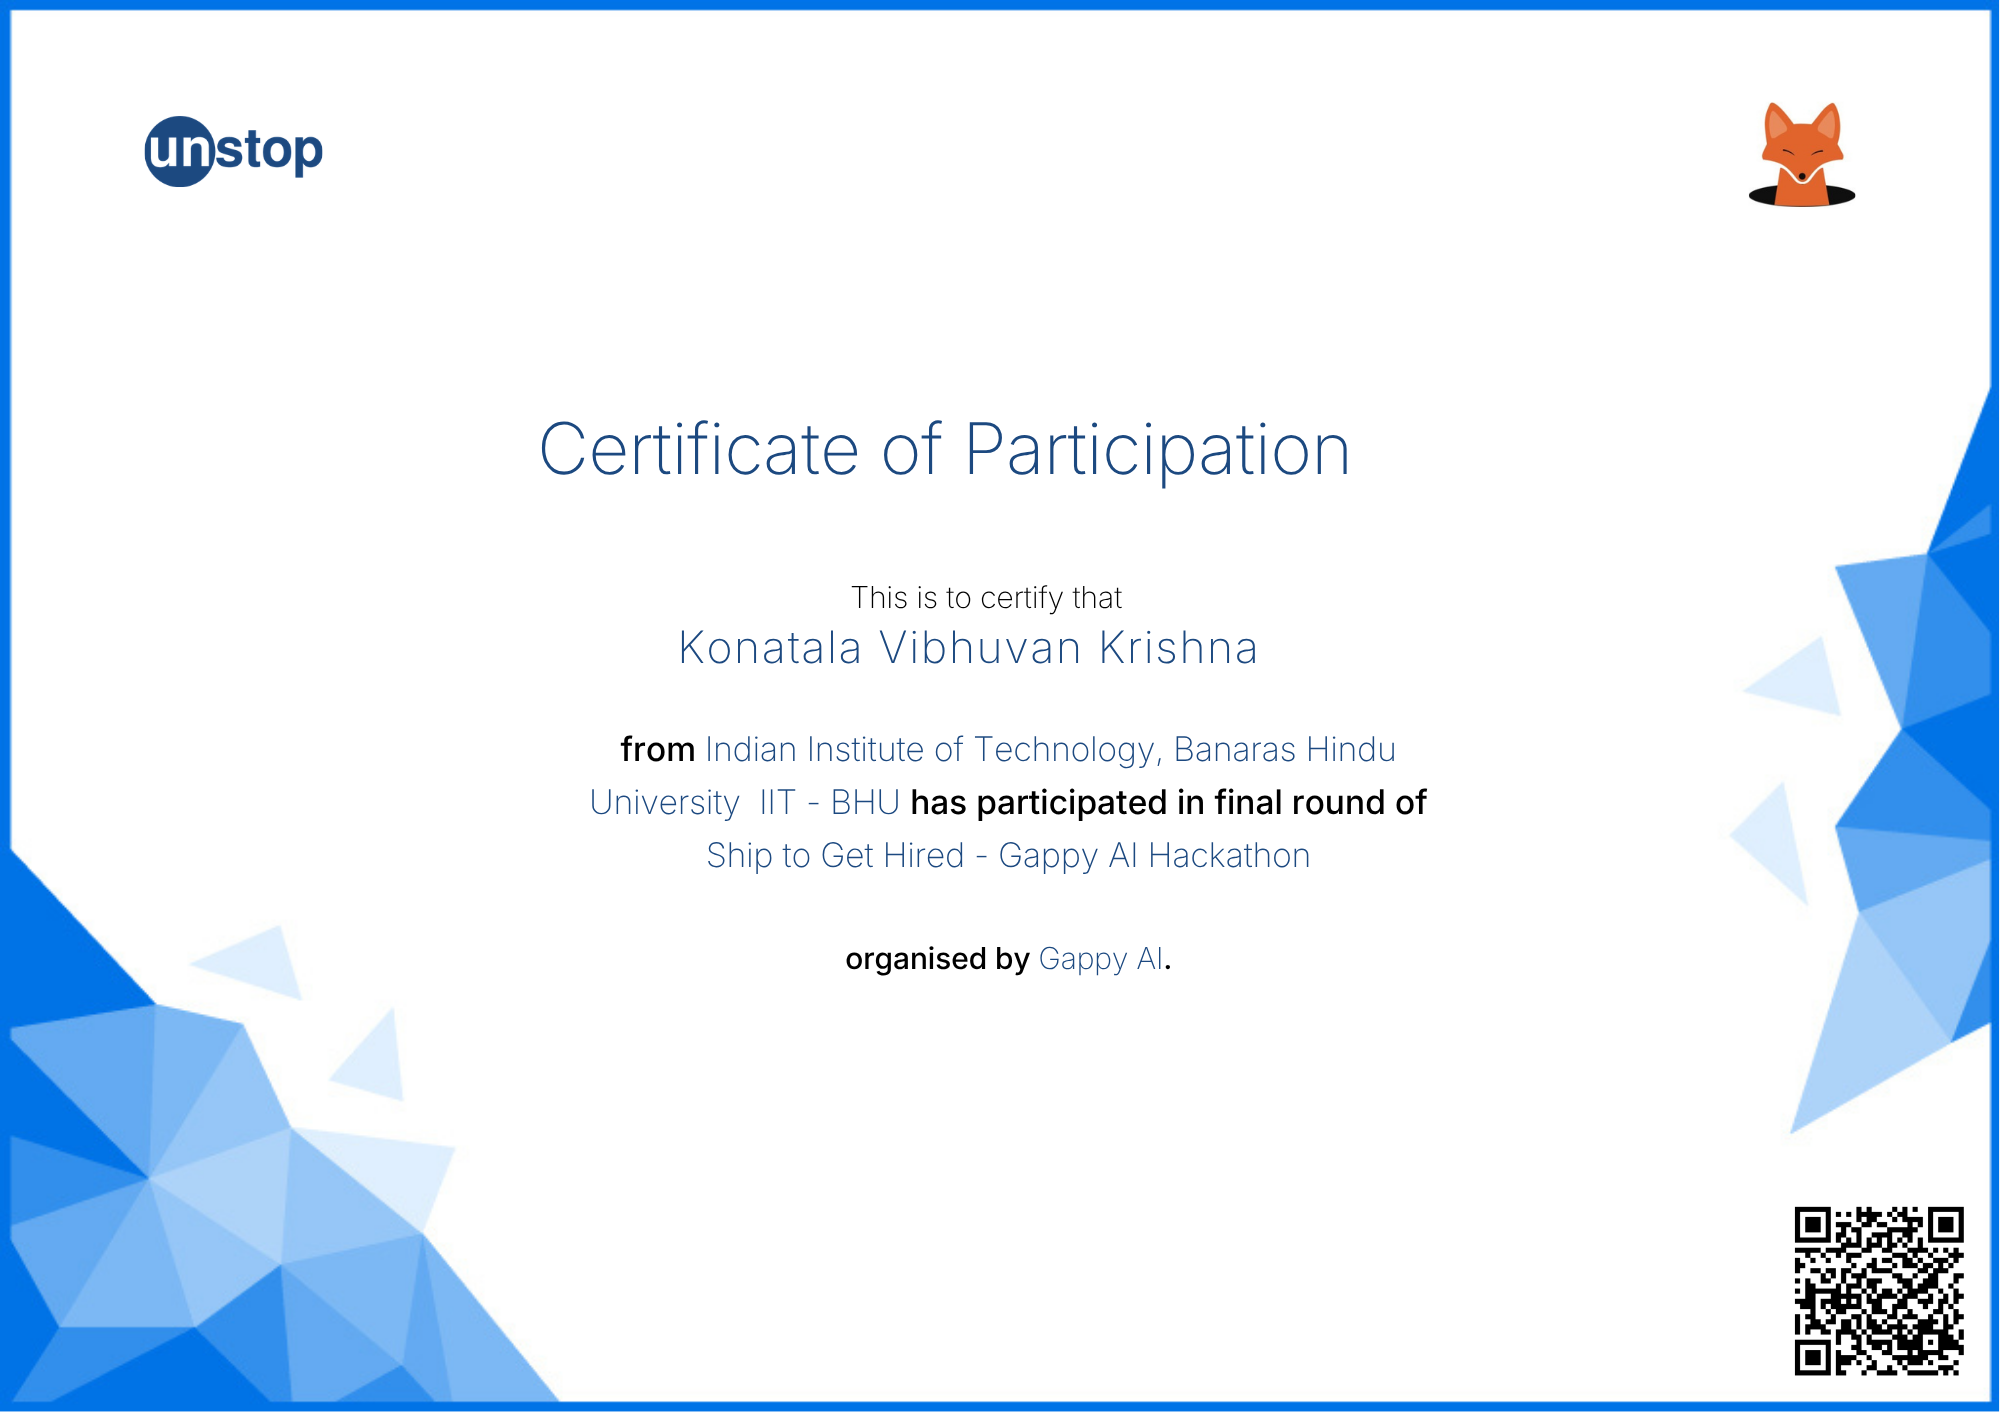 unstop
Certificate of Participation
This is to certify that
Konatala Vibhuvan Krishna
from Indian Institute of Technology, Banaras Hindu
University  IIT - BHU has participated in final round of
Ship to Get Hired - Gappy AI Hackathon
organised by Gappy AI.